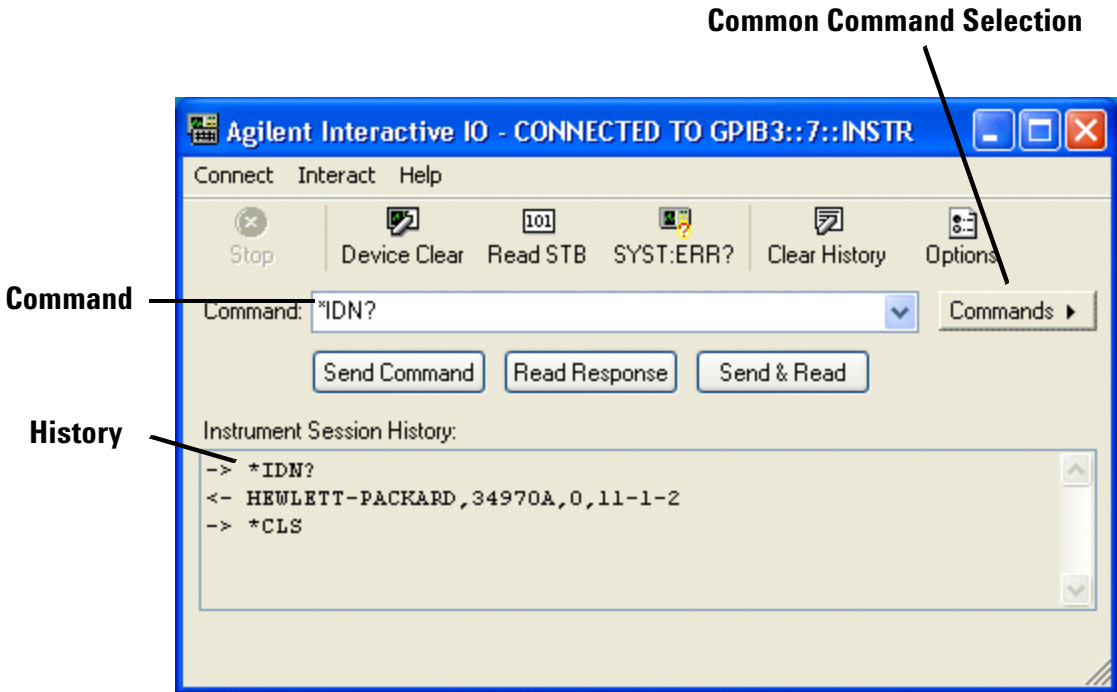 Common Command Selection
Agilent Interactive IO - CONNECTED TO GPIB3::7::INSTR
Connect Interact Help
Stop Device Clear Read STB SYST:ERR? Clear History Options
101
Command
Command: *IDN? Commands
Send Command Read Response Send & Read
History
Instrument Session History:
-> *IDN?
<- HEWLETT-PACKARD,34970A,0,11-1-2
-> *CLS